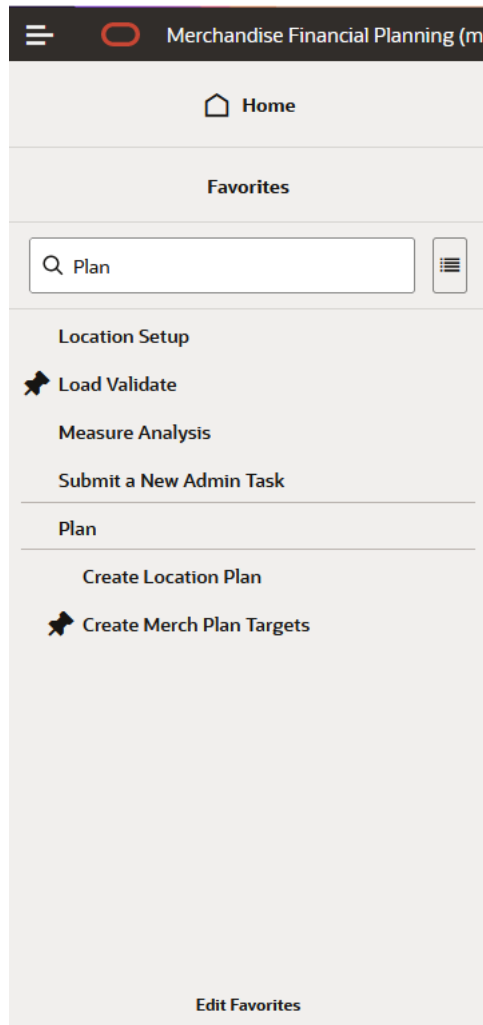 Merchandise Financial Planning (m
Home
Favorites
Plan
Location Setup
Load Validate
Measure Analysis
Submit a New Admin Task
Plan
Create Location Plan
Create Merch Plan Targets
Edit Favorites